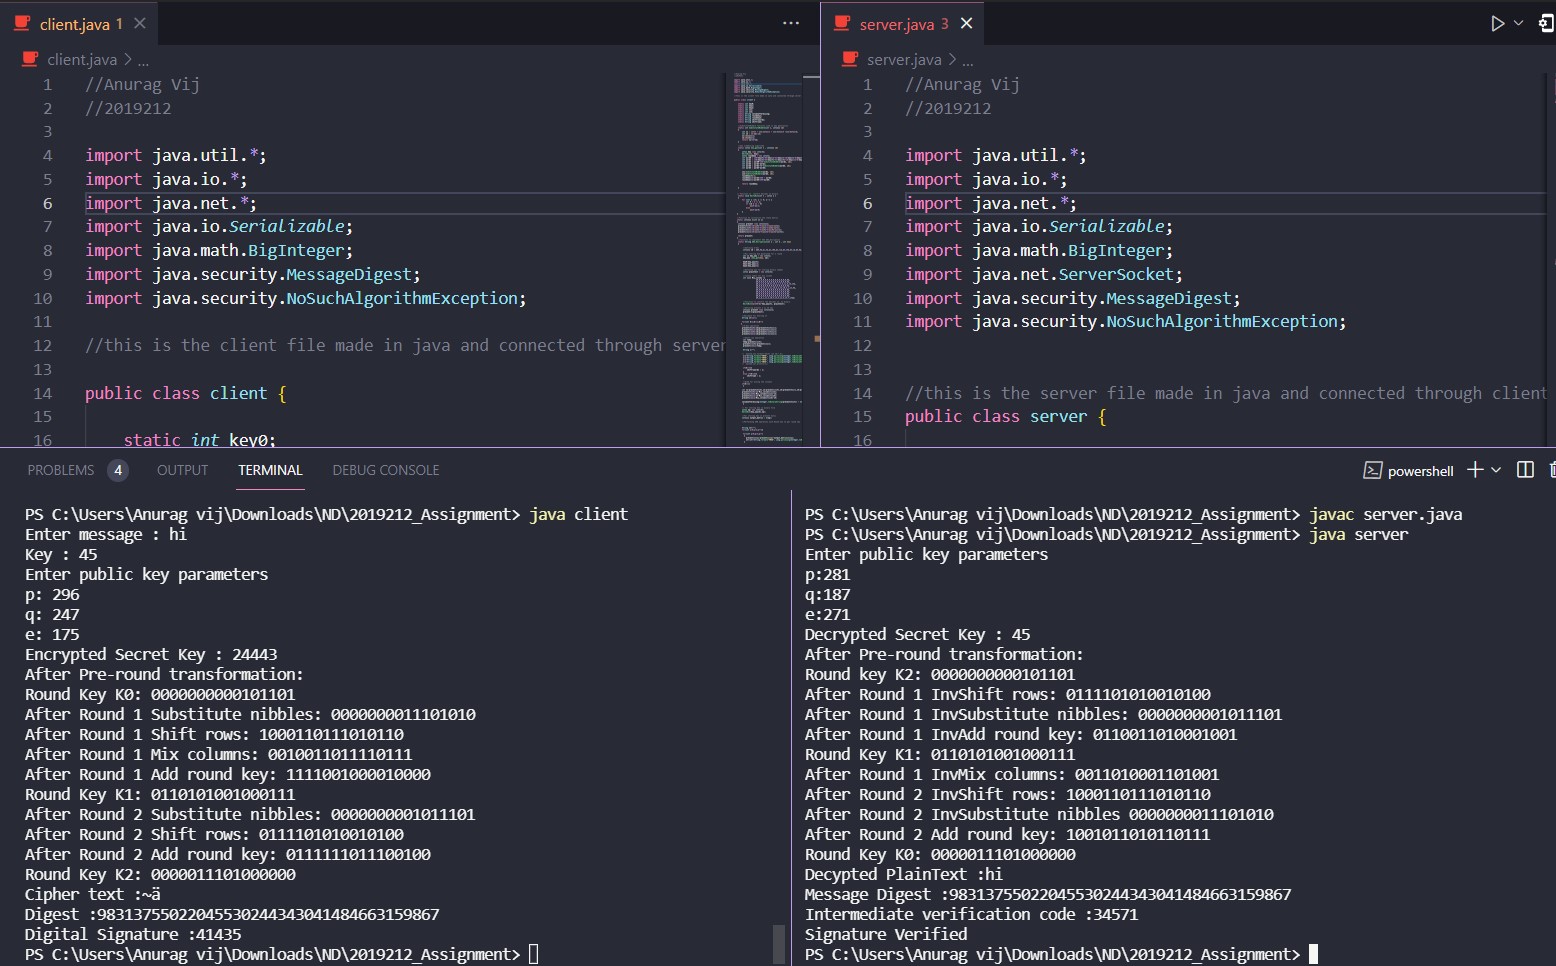 client.java 1
client.java > ...
1 //Anurag Vij
2 //2019212
3
4 import java.util.*;
5 import java.io.*;
6 import java.net.*;
7 import java.io.Serializable;
8 import java.math.BigInteger;
9 import java.security.MessageDigest;
10 import java.security.NoSuchAlgorithmException;
11
12 //this is the client file made in java and connected through server
13
14 public class client {
15
16 static int key0;
server.java 3
server.java > ...
1 //Anurag Vij
2 //2019212
3
4 import java.util.*;
5 import java.io.*;
6 import java.net.*;
7 import java.io.Serializable;
8 import java.math.BigInteger;
9 import java.net.ServerSocket;
10 import java.security.MessageDigest;
11 import java.security.NoSuchAlgorithmException;
12
13
14 //this is the server file made in java and connected through client
15 public class server {
16
PROBLEMS 4 OUTPUT TERMINAL DEBUG CONSOLE
powershell
PS C:\Users\Anurag vij\Downloads\ND\2019212_Assignment> java client
Enter message : hi
Key : 45
Enter public key parameters
p: 296
q: 247
e: 175
Encrypted Secret Key : 24443
After Pre-round transformation:
Round Key K0: 0000000000101101
After Round 1 Substitute nibbles: 0000000011101010
After Round 1 Shift rows: 1000110111010110
After Round 1 Mix columns: 0010011011110111
After Round 1 Add round key: 1111001000010000
Round Key K1: 0110101001000111
After Round 2 Substitute nibbles: 0000000001011101
After Round 2 Shift rows: 0111101010010100
After Round 2 Add round key: 0111111011100100
Round Key K2: 0000011101000000
Cipher text :~ä
Digest :98313755022045530244343041484663159867
Digital Signature :41435
PS C:\Users\Anurag vij\Downloads\ND\2019212_Assignment>
PS C:\Users\Anurag vij\Downloads\ND\2019212_Assignment> javac server.java
PS C:\Users\Anurag vij\Downloads\ND\2019212_Assignment> java server
Enter public key parameters
p:281
q:187
e:271
Decrypted Secret Key : 45
After Pre-round transformation:
Round key K2: 0000000000101101
After Round 1 InvShift rows: 0111101010010100
After Round 1 InvSubstitute nibbles: 0000000001011101
After Round 1 InvAdd round key: 0110011010001001
Round Key K1: 0110101001000111
After Round 1 InvMix columns: 0011010001101001
After Round 2 InvShift rows: 1000110111010110
After Round 2 InvSubstitute nibbles 0000000011101010
After Round 2 Add round key: 1001011010110111
Round Key K0: 0000011101000000
Decypted PlainText :hi
Message Digest :98313755022045530244343041484663159867
Intermediate verification code :34571
Signature Verified
PS C:\Users\Anurag vij\Downloads\ND\2019212_Assignment>